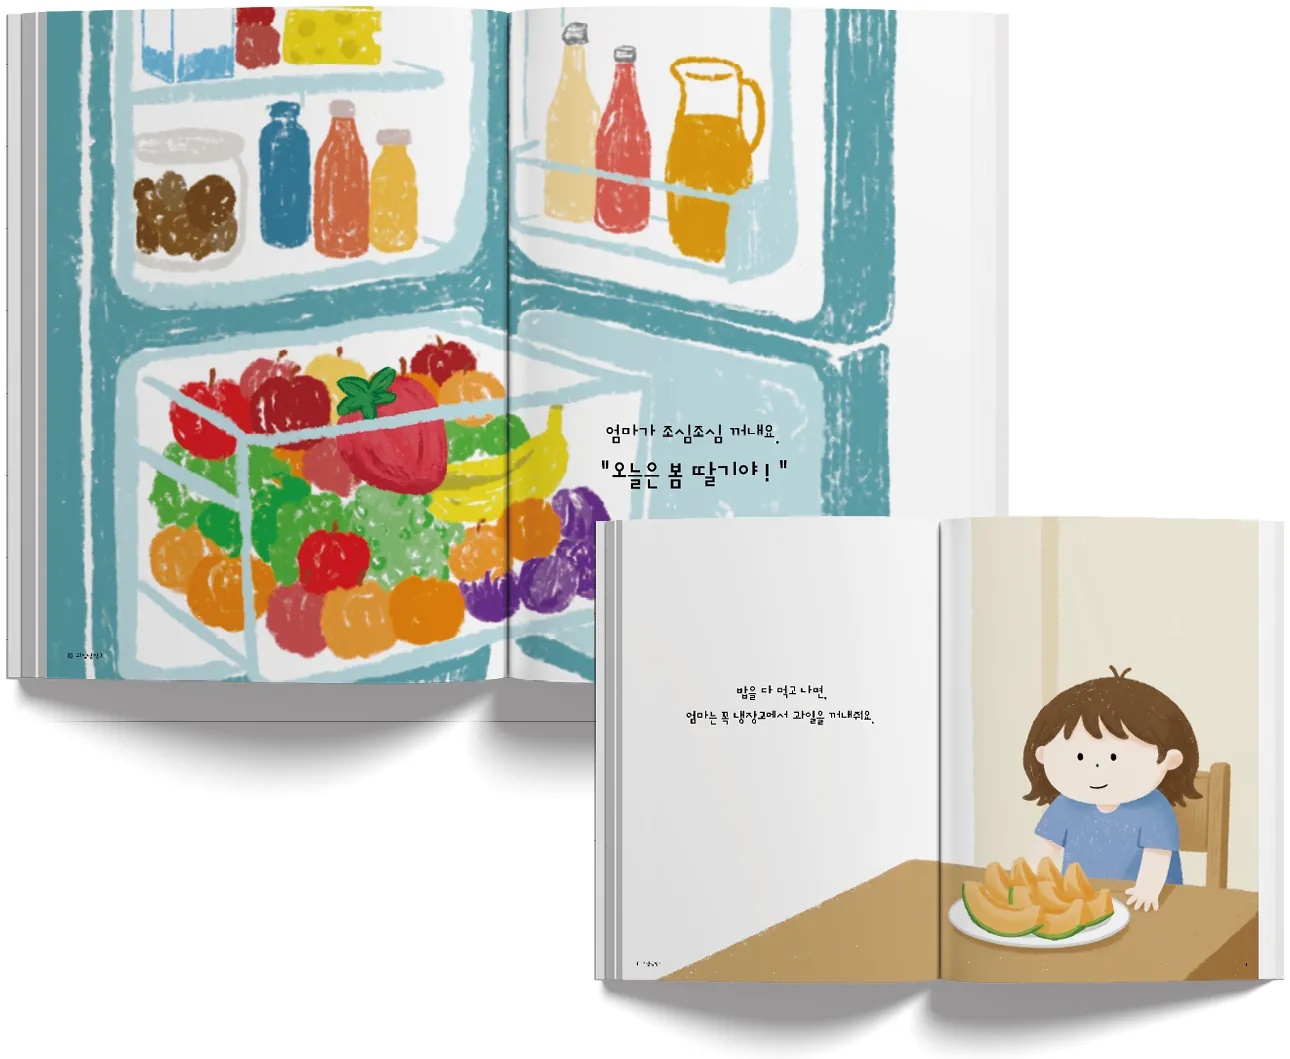 엄마가 조심조심 꺼내요.
"오늘은 봄 딸기야! "
밥을 다 먹고 나면,
엄마는 꼭 냉장고에서 과일을 꺼내줘요.